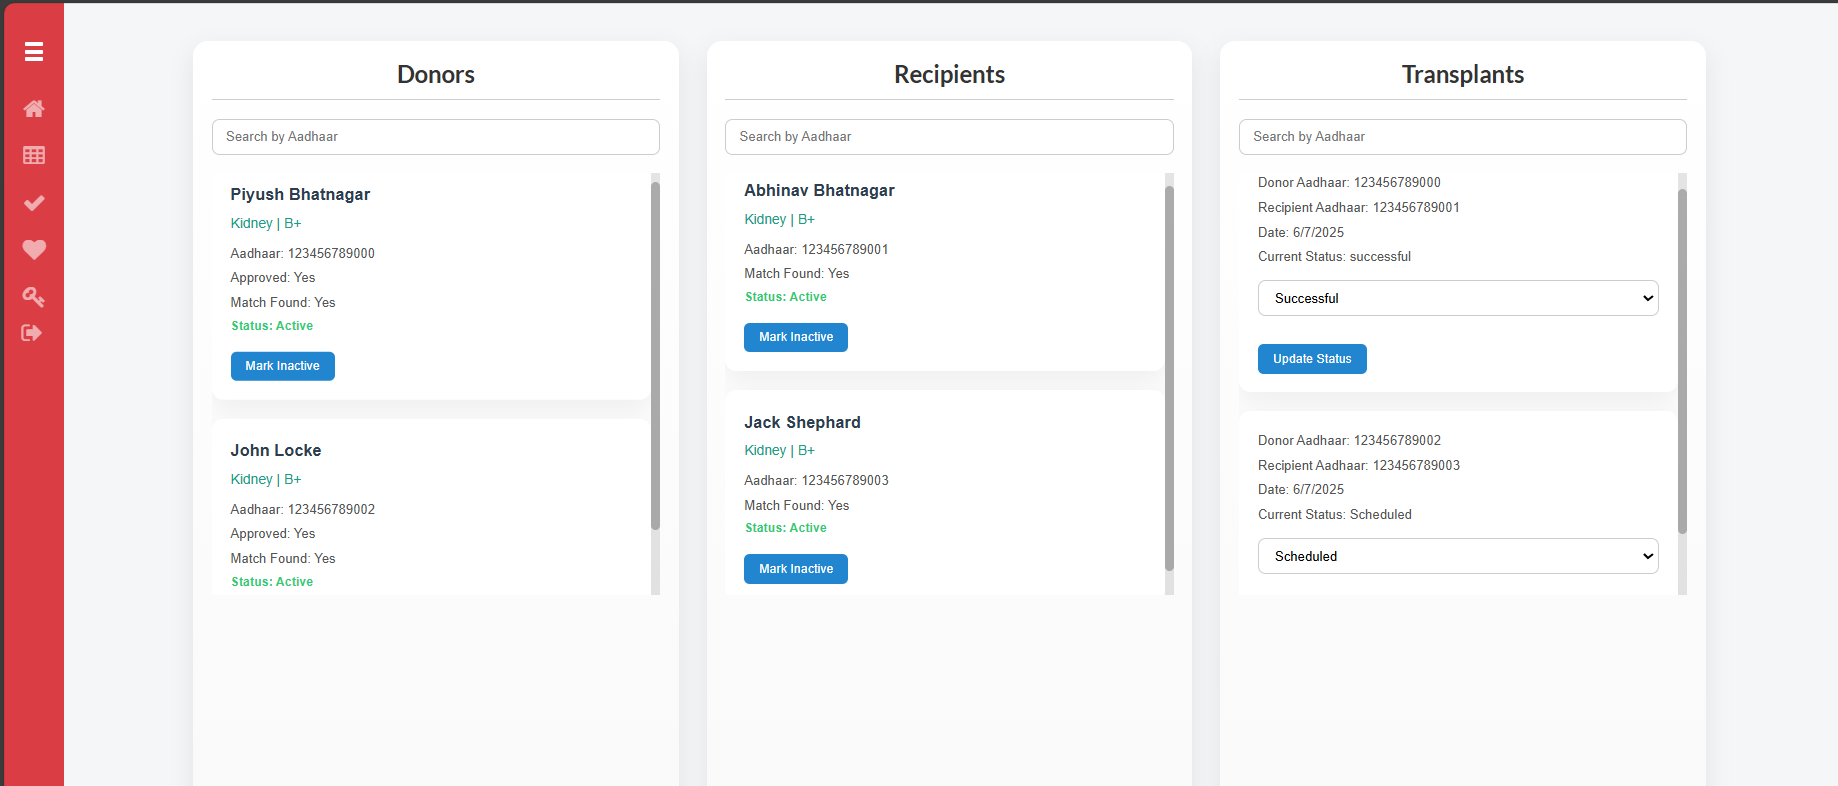 Donors
Search by Aadhaar
Piyush Bhatnagar
Kidney | B+
Aadhaar: 123456789000
Approved: Yes
Match Found: Yes
Status: Active
Mark Inactive
John Locke
Kidney | B+
Aadhaar: 123456789002
Approved: Yes
Match Found: Yes
Status: Active
Recipients
Search by Aadhaar
Abhinav Bhatnagar
Kidney | B+
Aadhaar: 123456789001
Match Found: Yes
Status: Active
Mark Inactive
Jack Shephard
Kidney | B+
Aadhaar: 123456789003
Match Found: Yes
Status: Active
Mark Inactive
Transplants
Search by Aadhaar
Donor Aadhaar: 123456789000
Recipient Aadhaar: 123456789001
Date: 6/7/2025
Current Status: successful
Successful
Update Status
Donor Aadhaar: 123456789002
Recipient Aadhaar: 123456789003
Date: 6/7/2025
Current Status: Scheduled
Scheduled